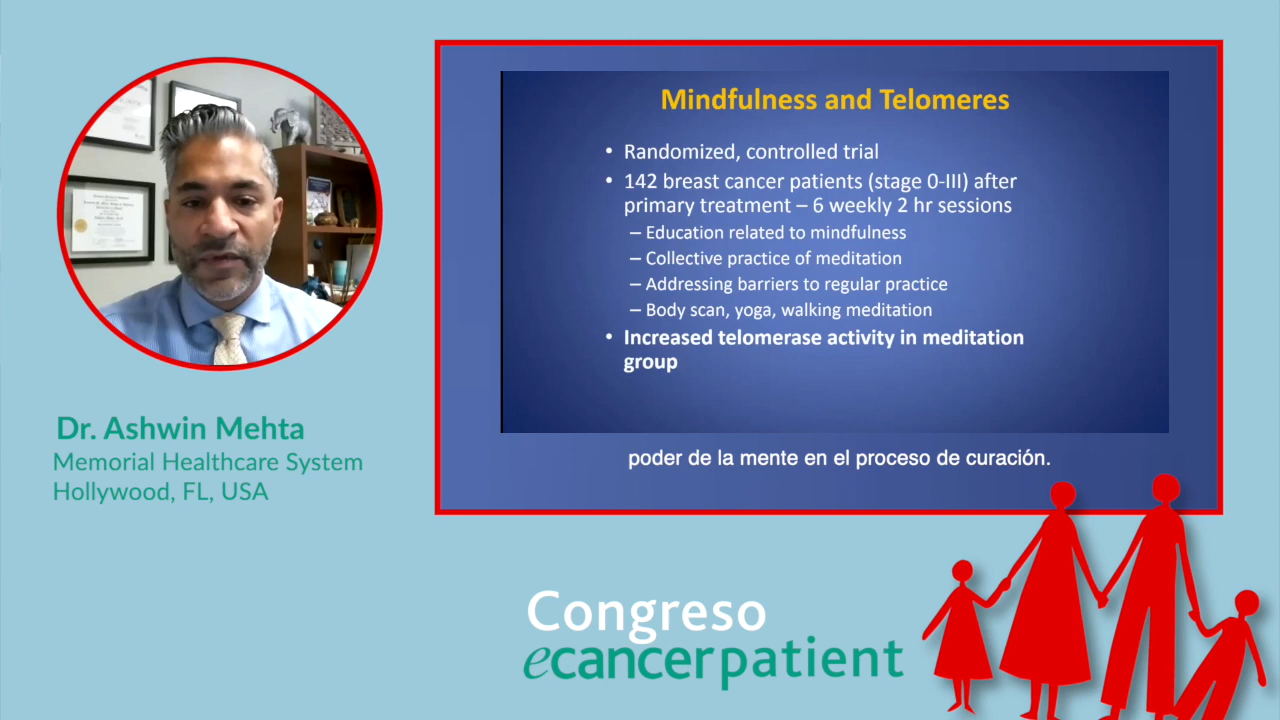 Mindfulness and Telomeres
• Randomized, controlled trial
• 142 breast cancer patients (stage 0-III) after
primary treatment – 6 weekly 2 hr sessions
– Education related to mindfulness
– Collective practice of meditation
– Addressing barriers to regular practice
– Body scan, yoga, walking meditation
• Increased telomerase activity in meditation
group
poder de la mente en el proceso de curación.
Dr. Ashwin Mehta
Memorial Healthcare System
Hollywood, FL, USA
Congreso
ecancerpatient